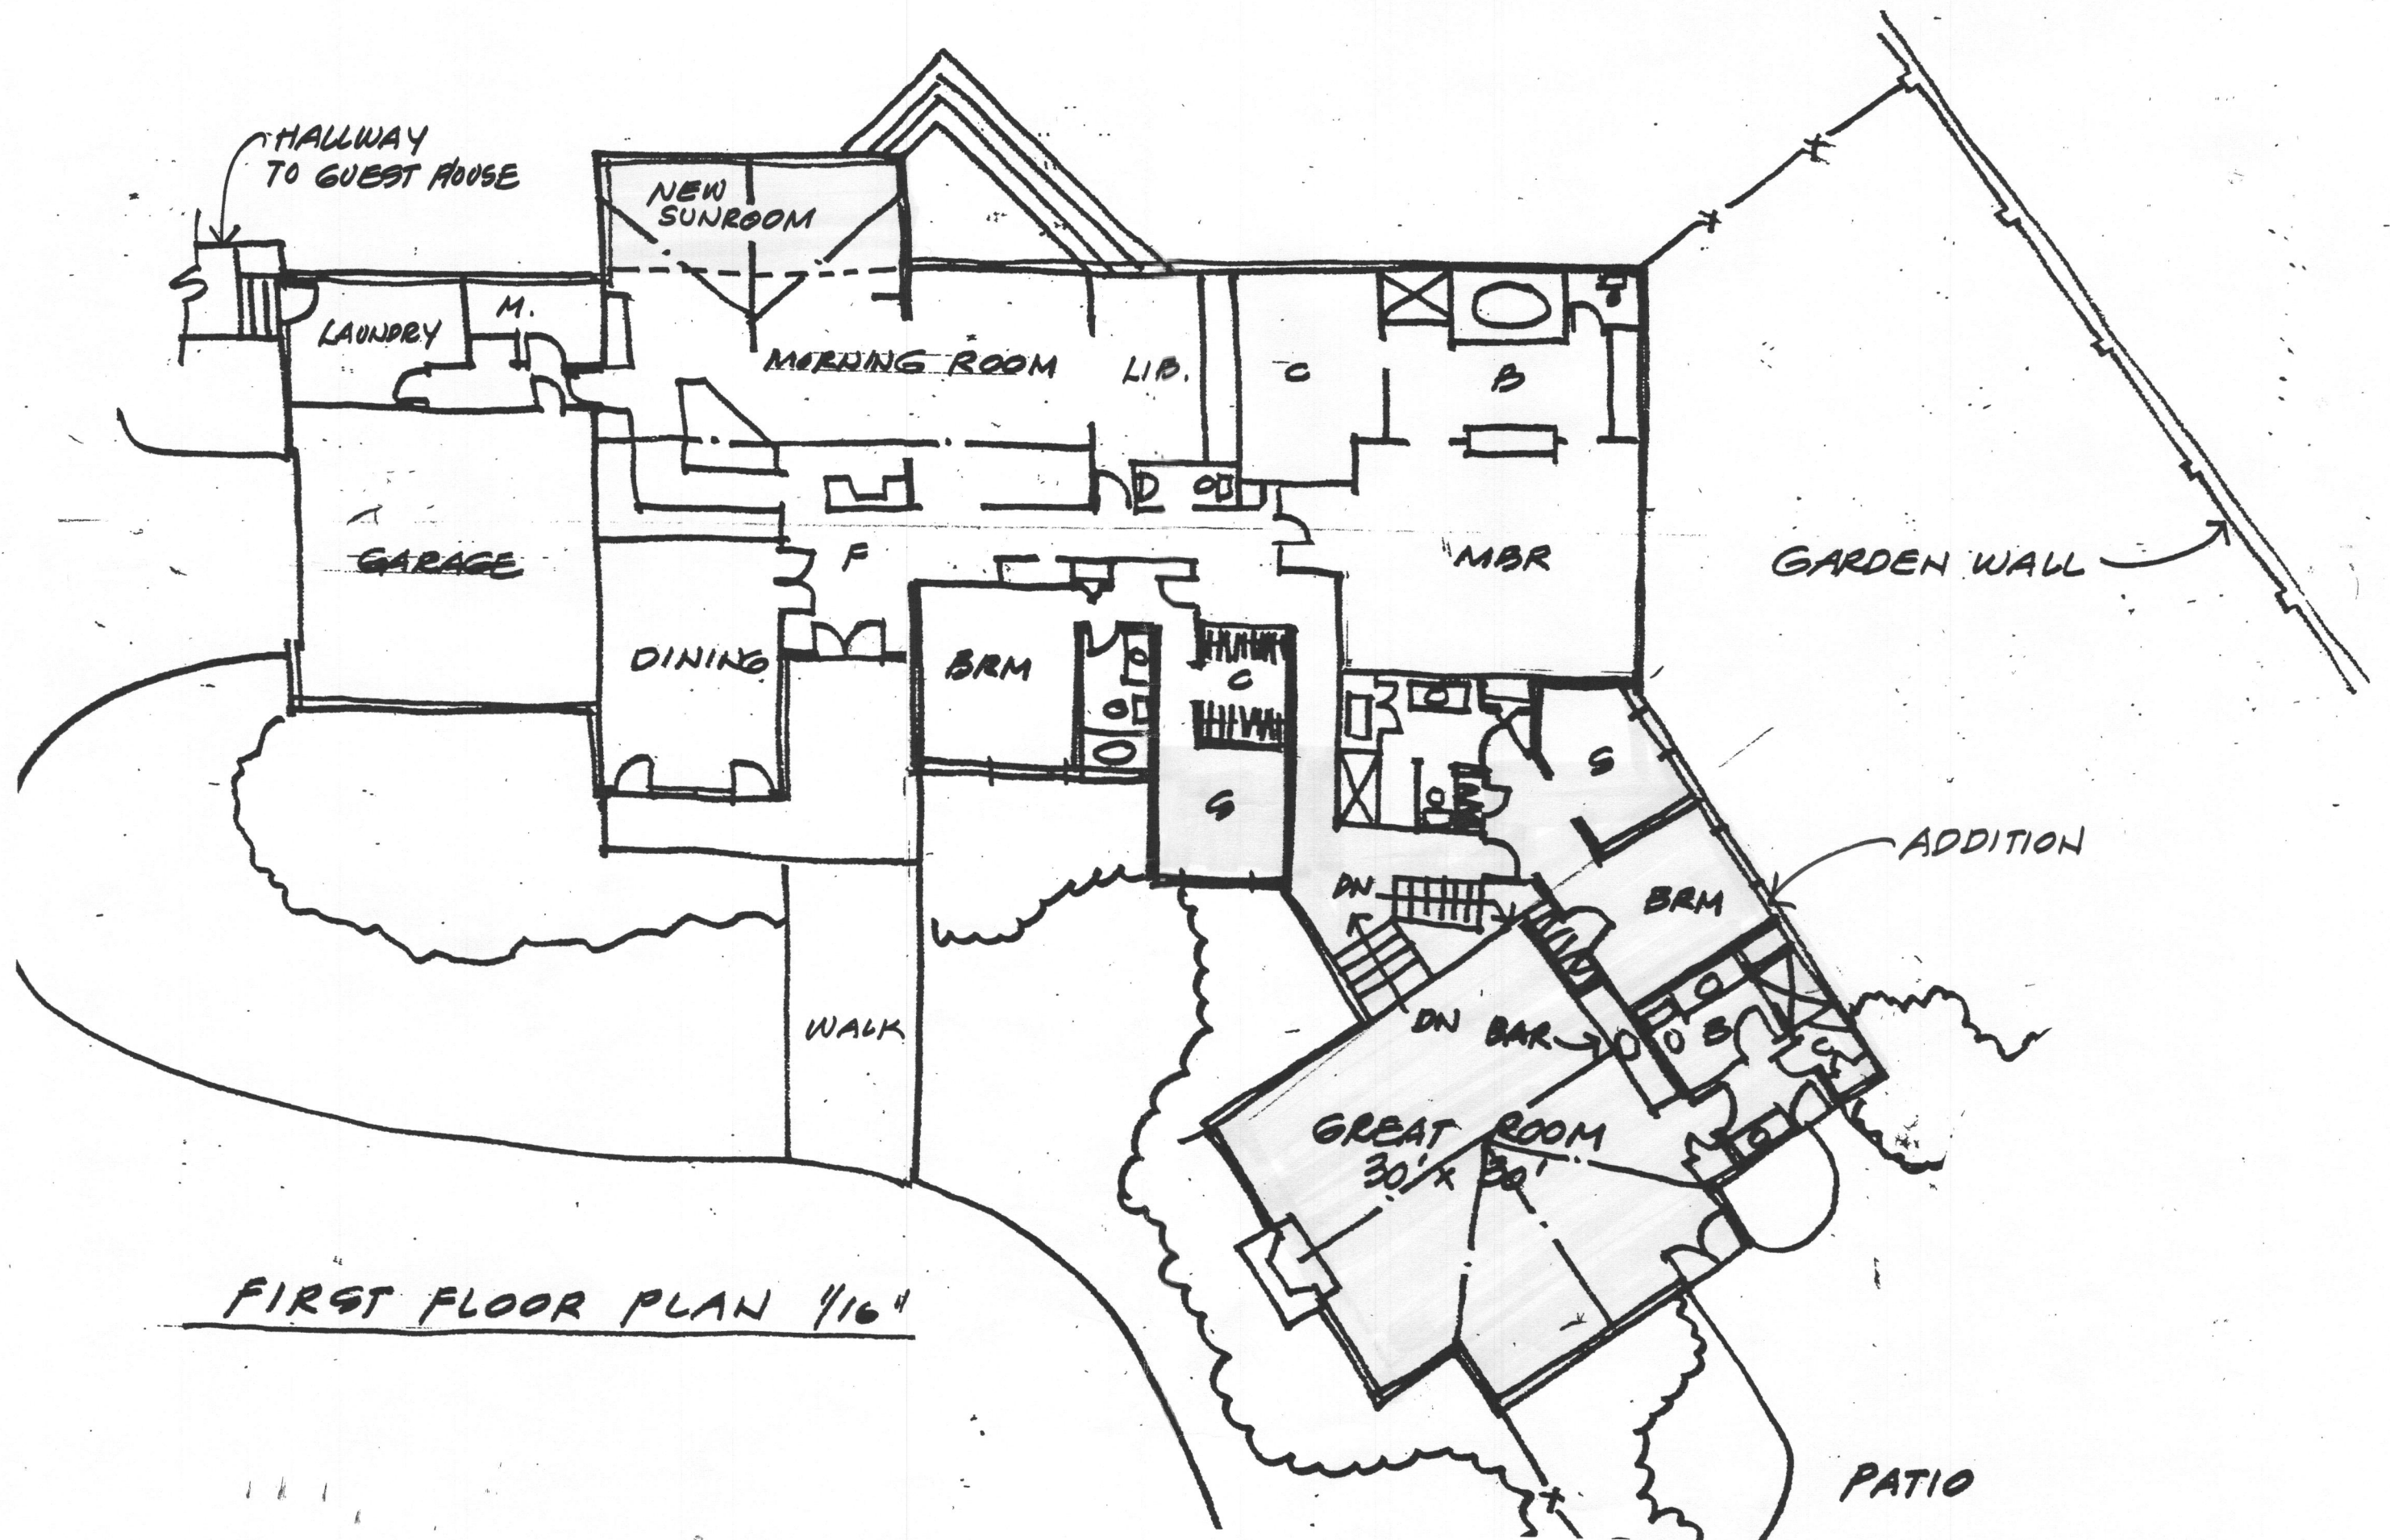 HALLWAY
TO GUEST HOUSE
NEW
SUNROOM
LAUNDRY
M.
MORNING ROOM
LIB.
C
B
GARAGE
F
MBR
GARDEN WALL
DINING
BRM
C
S
S
ADDITION
DN
BRM
WALK
DN
BAR
B
C
GREAT ROOM
30' x 30'
FIRST FLOOR PLAN 1/16"
PATIO